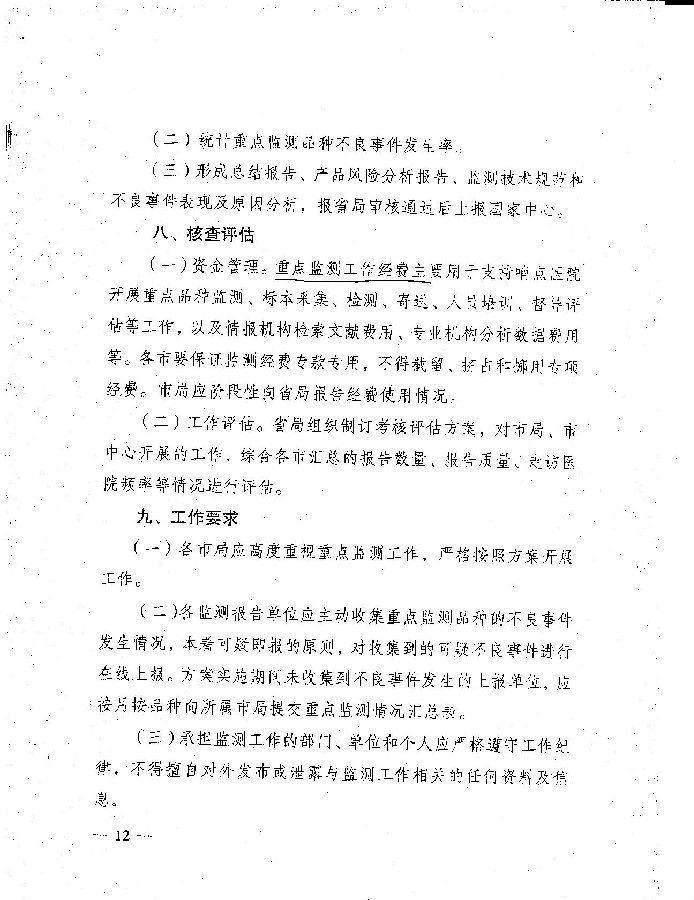 （二）统计重点监测品种不良事件发生率。
（三）形成总结报告、产品风险分析报告、监测技术规范和
不良事件表现及原因分析，报省局审核通过后上报国家中心。
八、核查评估
（一）资金管理。重点监测工作经费主要用于支持哨点医院
开展重点品种监测、标本采集、检测、寄送、人员培训、督导评
估等工作，以及情报机构检索文献费用、专业机构分析数据费用
等。各市要保证监测经费专款专用，不得截留、挤占和挪用专项
经费。市局应阶段性向省局报告经费使用情况。
（二）工作评估。省局组织制订考核评估方案，对市局、市
中心开展的工作，综合各市汇总的报告数量、报告质量、走访医
院频率等情况进行评估。
九、工作要求
（一）各市局应高度重视重点监测工作，严格按照方案开展
工作。
（二）各监测报告单位应主动收集重点监测品种的不良事件
发生情况，本着可疑即报的原则，对收集到的可疑不良事件进行
在线上报。方案实施期间未收集到不良事件发生的上报单位，应
按月按品种向所属市局提交重点监测情况汇总表。
（三）承担监测工作的部门、单位和个人应严格遵守工作纪
律，不得擅自对外发布或泄露与监测工作相关的任何资料及信
息。
— 12 —